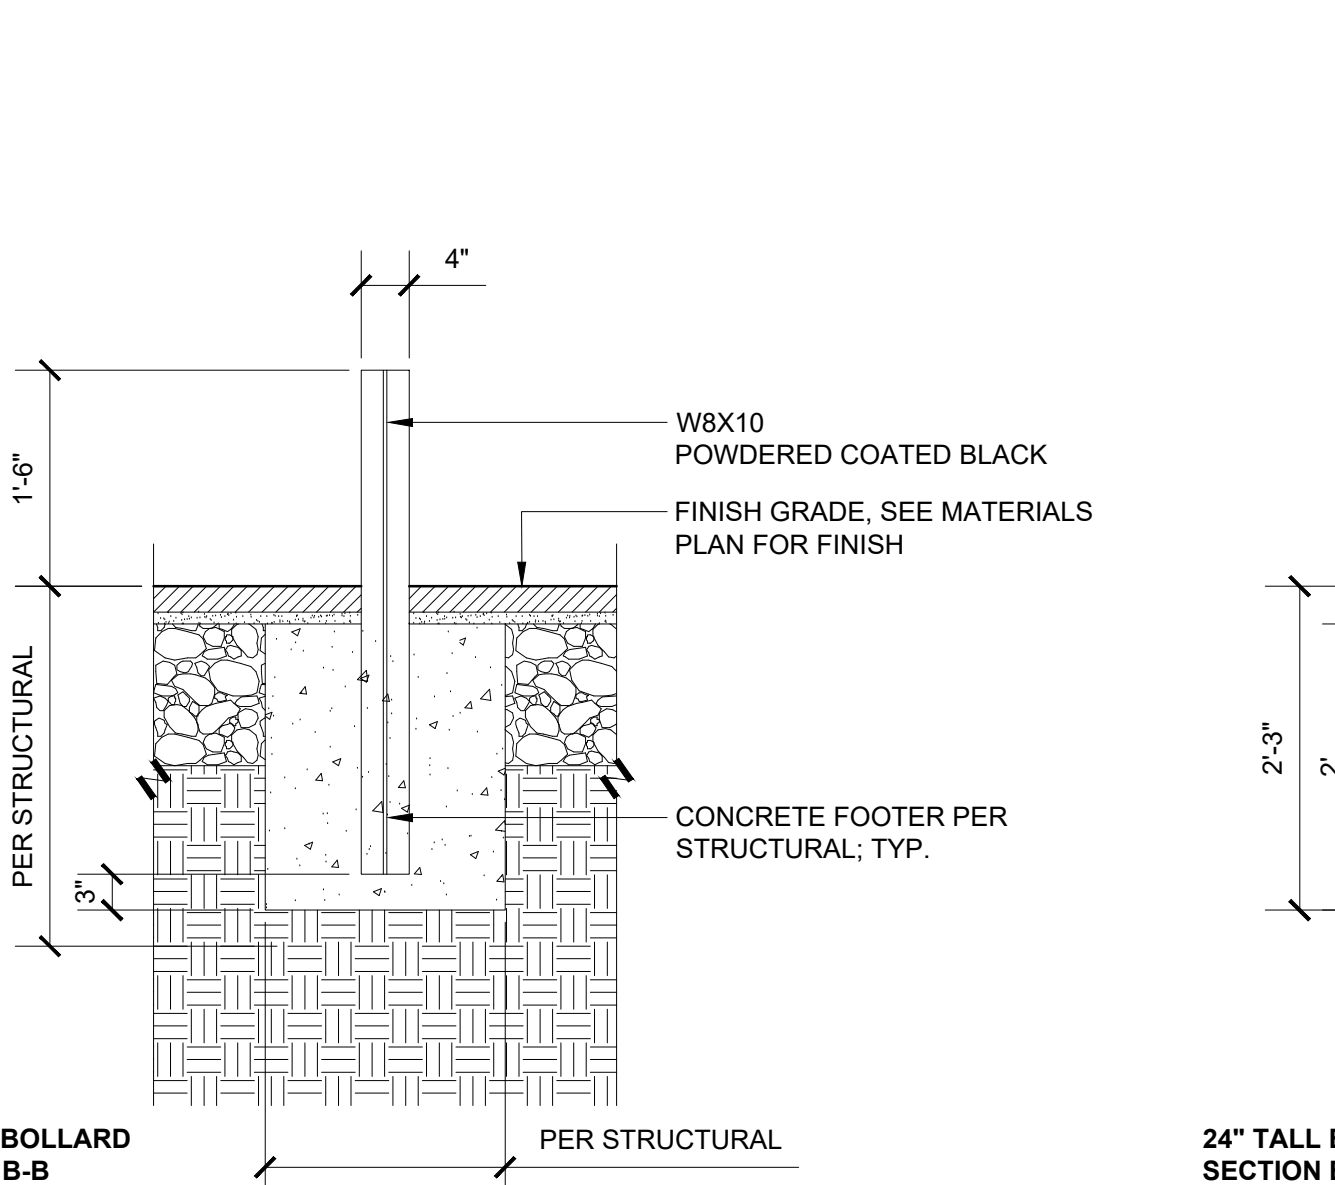 4"
1'-6"
W8X10
POWDERED COATED BLACK
FINISH GRADE, SEE MATERIALS
PLAN FOR FINISH
PER STRUCTURAL
3"
CONCRETE FOOTER PER
STRUCTURAL; TYP.
2'-3"
2'
PER STRUCTURAL
BOLLARD
B-B
24" TALL
SECTION